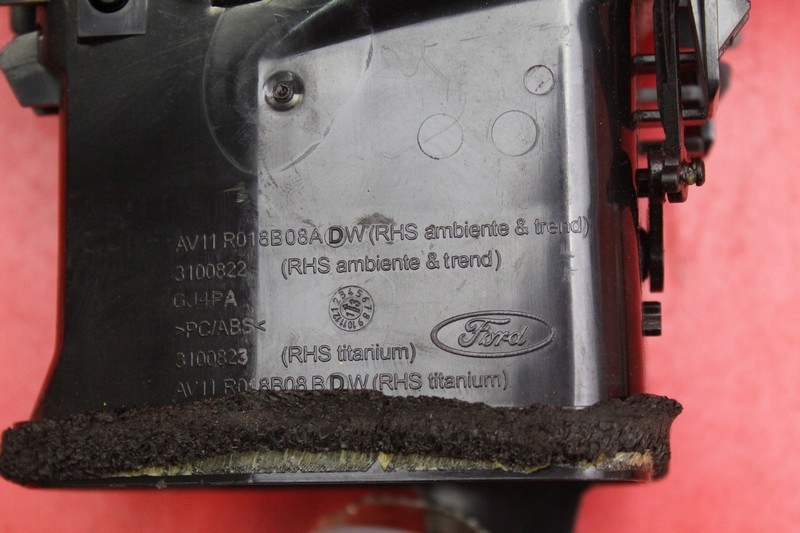 AV11 R018B08A DW (RHS ambiente & trend)
3100822 (RHS ambiente & trend)
GJ4PA
>PC/ABS<
Ford
3100823 (RHS titanium)
AV11 R018B08 B DW (RHS titanium)